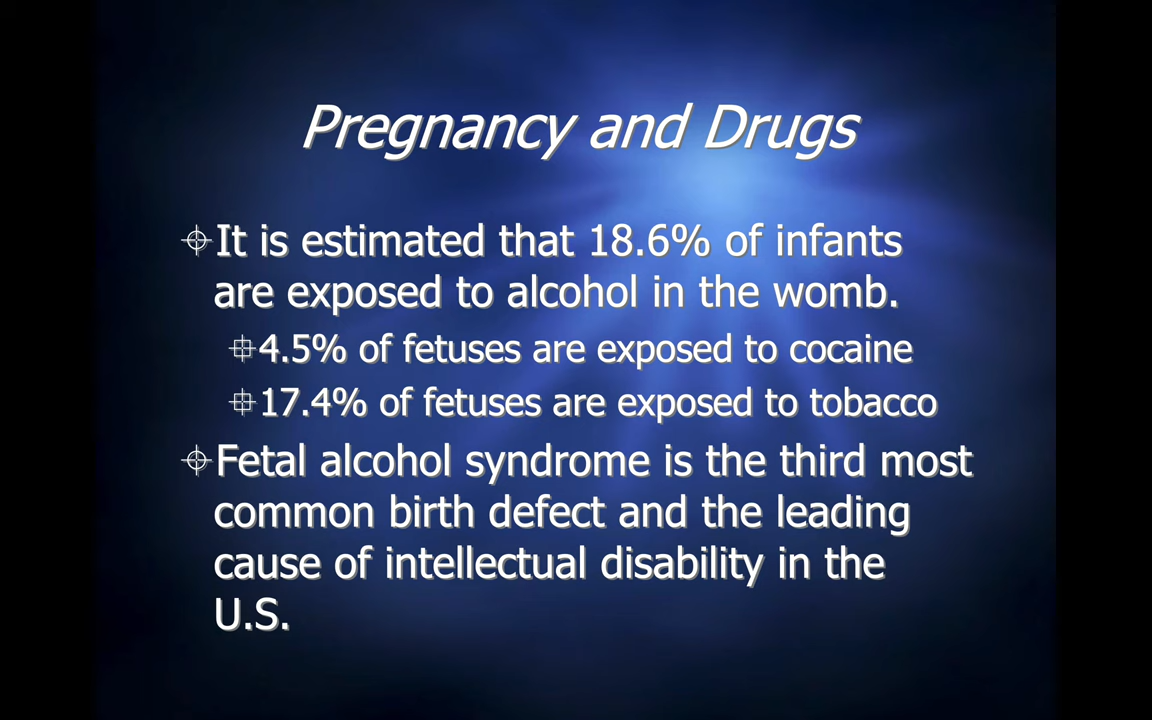 Pregnancy and Drugs
It is estimated that 18.6% of infants
are exposed to alcohol in the womb.
4.5% of fetuses are exposed to cocaine
17.4% of fetuses are exposed to tobacco
Fetal alcohol syndrome is the third most
common birth defect and the leading
cause of intellectual disability in the
U.S.